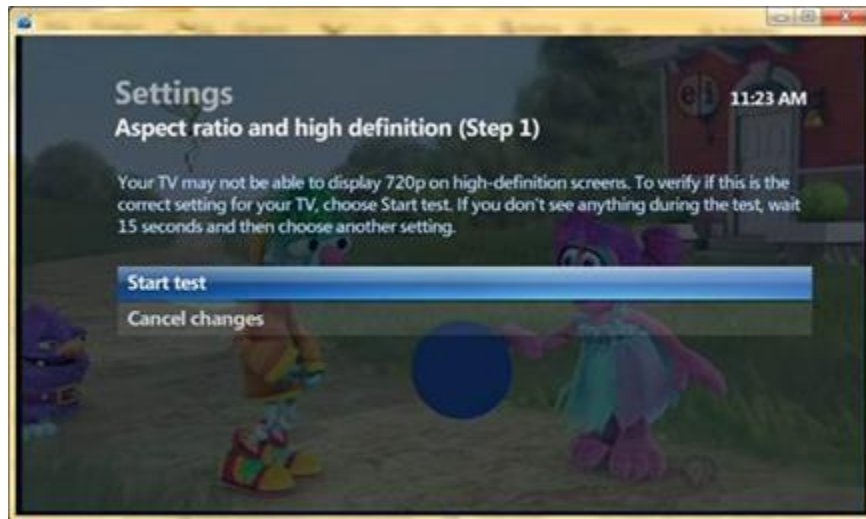 Settings
11:23 AM
Aspect ratio and high definition (Step 1)
Your TV may not be able to display 720p on high-definition screens. To verify if this is the
correct setting for your TV, choose Start test. If you don't see anything during the test, wait
15 seconds and then choose another setting.
Start test
Cancel changes